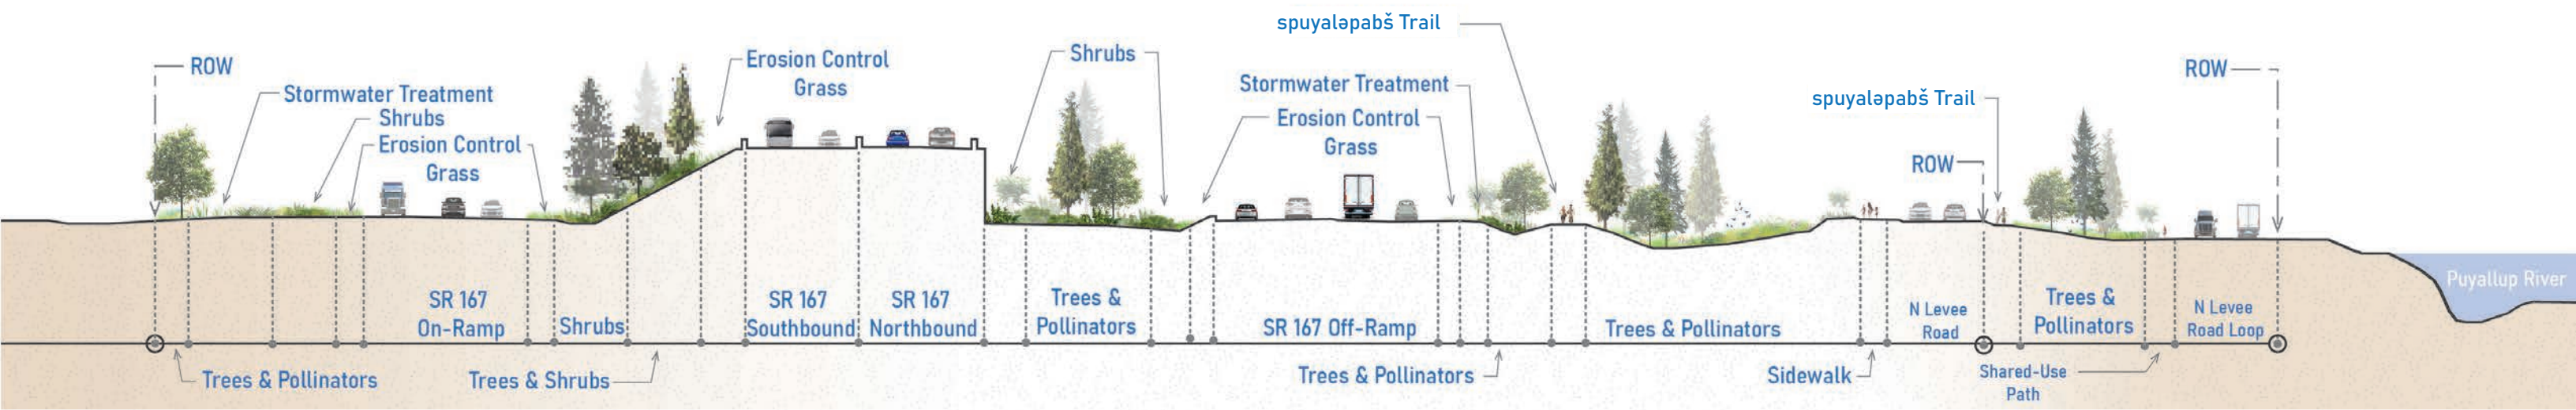 ROW
Stormwater Treatment
Shrubs
Erosion Control
Grass
Erosion Control
Grass
Shrubs
spuyaləpabš Trail
Stormwater Treatment
Erosion Control
Grass
spuyaləpabš Trail
ROW
ROW
SR 167
On-Ramp
Shrubs
SR 167
Southbound
SR 167
Northbound
Trees &
Pollinators
SR 167 Off-Ramp
Trees & Pollinators
N Levee
Road
Trees &
Pollinators
N Levee
Road Loop
Puyallup River
Trees & Pollinators
Trees & Shrubs
Trees & Pollinators
Sidewalk
Shared-Use
Path